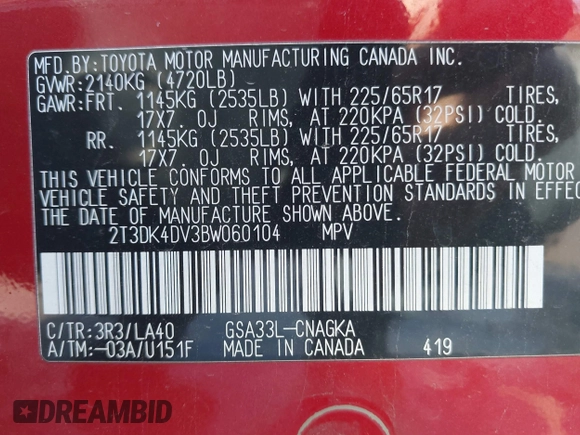 MFD. BY:TOYOTA MOTOR MANUFACTURING CANADA INC.
GVWR:2140KG (4720LB)
GAWR:FRT. 1145KG (2535LB) WITH 225/65R17 TIRES,
17X7. 0J RIMS, AT 220KPA (32PSI) COLD.
RR. 1145KG (2535LB) WITH 225/65R17 TIRES,
17X7. 0J RIMS, AT 220KPA (32PSI) COLD.
THIS VEHICLE CONFORMS TO ALL APPLICABLE FEDERAL MOTOR
VEHICLE SAFETY AND THEFT PREVENTION STANDARDS IN EFFEC
THE DATE OF MANUFACTURE SHOWN ABOVE.
2T3DK4DV3BW060104 MPV
C/TR:3R3/LA40 GSA33L-CNAGKA
A/TM:-03A/U151F MADE IN CANADA 419
DREAMBID